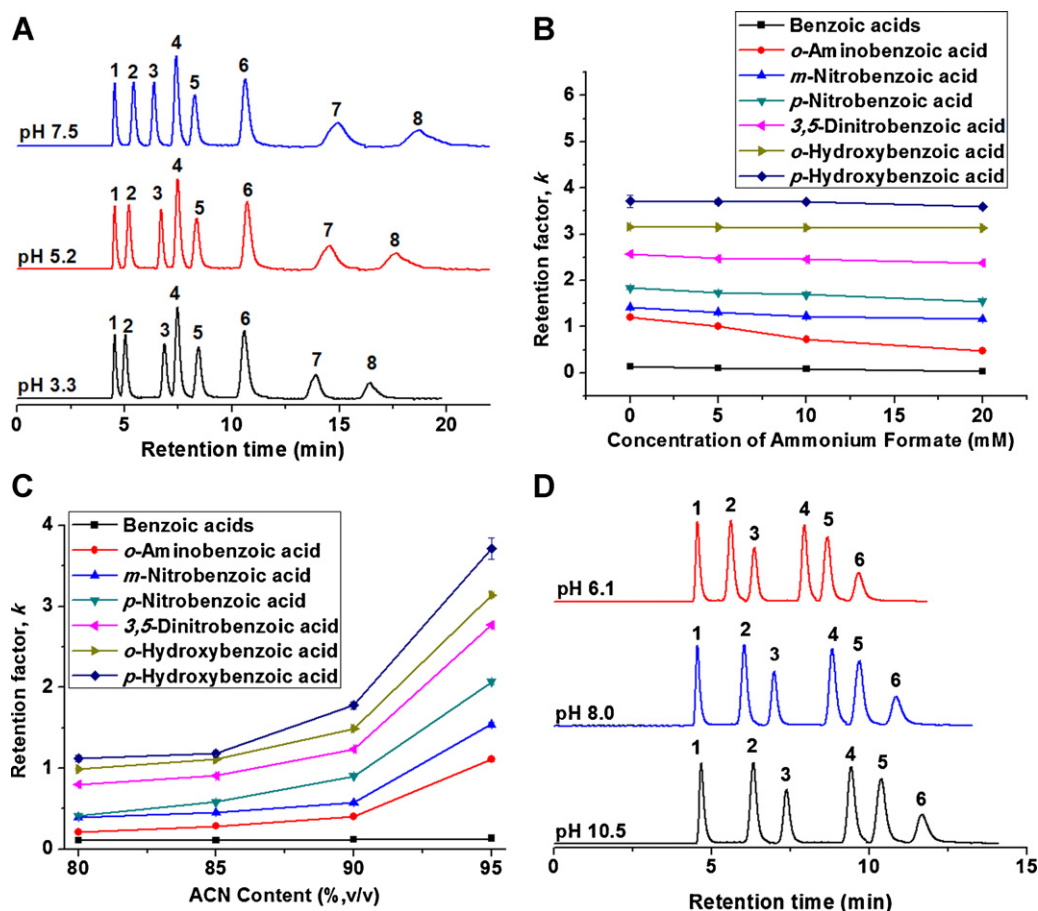 A
1 2 3 4 5 6 7 8
pH 7.5
1 2 3 4 5 6 7 8
pH 5.2
1 2 3 4 5 6 7 8
pH 3.3
5 10 15 20
Retention time (min)
B
Benzoic acids
o-Aminobenzoic acid
m-Nitrobenzoic acid
p-Nitrobenzoic acid
3,5-Dinitrobenzoic acid
o-Hydroxybenzoic acid
p-Hydroxybenzoic acid
Retention factor, k
6
5
4
3
2
1
0
0 5 10 15 20
Concentration of Ammonium Formate (mM)
C
Benzoic acids
o-Aminobenzoic acid
m-Nitrobenzoic acid
p-Nitrobenzoic acid
3,5-Dinitrobenzoic acid
o-Hydroxybenzoic acid
p-Hydroxybenzoic acid
Retention factor, k
4
3
2
1
0
80 85 90 95
ACN Content (%,v/v)
D
1 2 3 4 5 6
pH 6.1
1 2 3 4 5 6
pH 8.0
1 2 3 4 5 6
pH 10.5
5 10 15
Retention time (min)